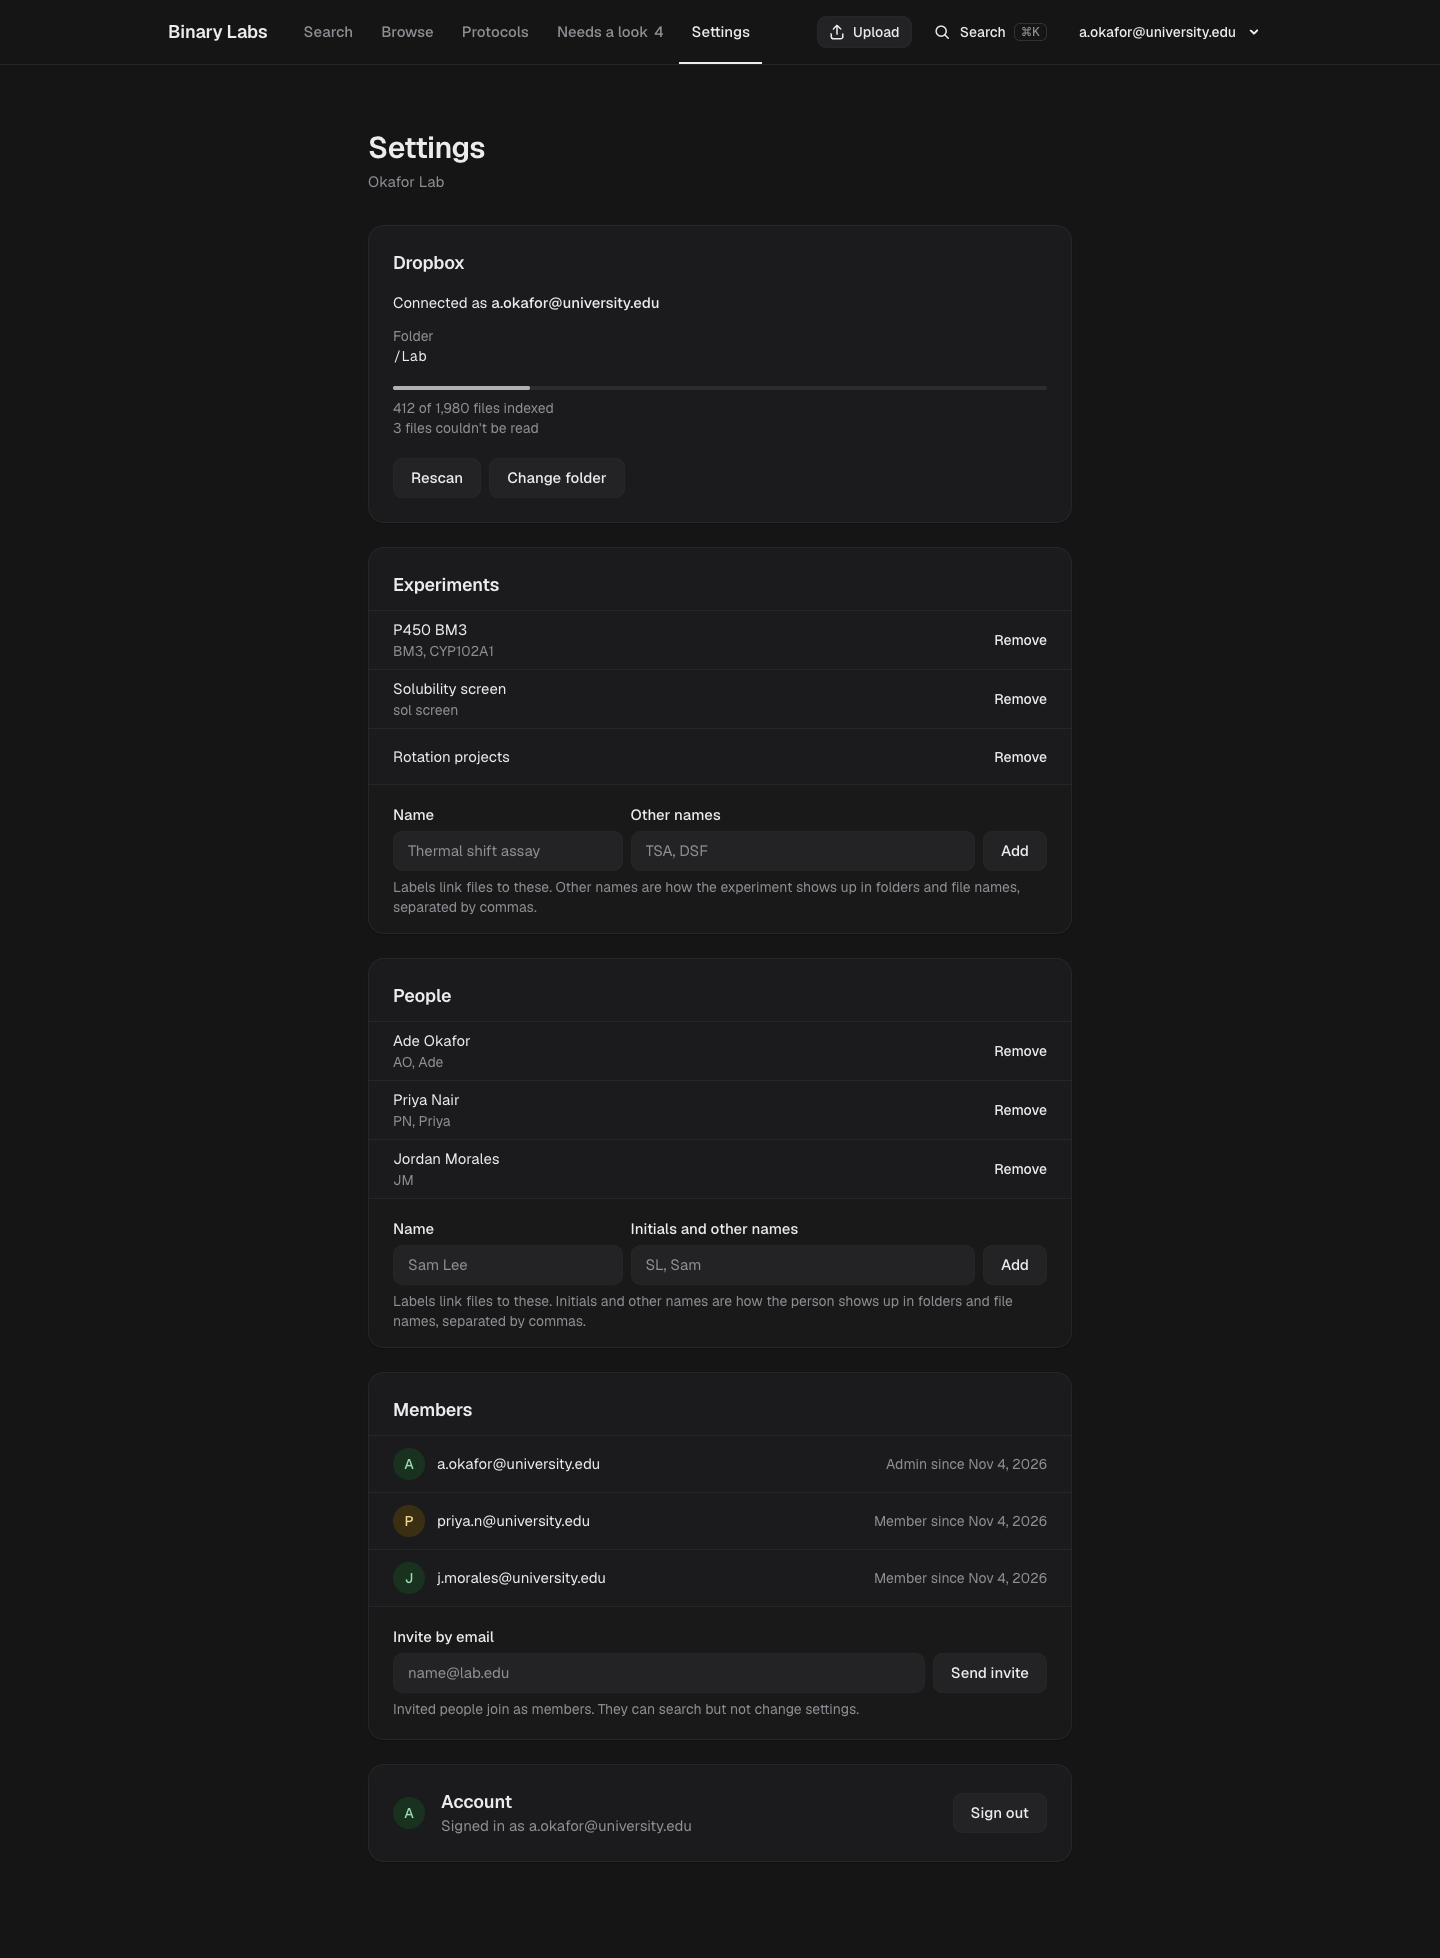 Binary Labs Search Browse Protocols Needs a look 4 Settings Upload Search ⌘K a.okafor@university.edu
Settings
Okafor Lab
Dropbox
Connected as a.okafor@university.edu
Folder
/Lab
412 of 1,980 files indexed
3 files couldn't be read
Rescan Change folder
Experiments
P450 BM3
BM3, CYP102A1
Remove
Solubility screen
sol screen
Remove
Rotation projects Remove
Name Other names
Thermal shift assay TSA, DSF Add
Labels link files to these. Other names are how the experiment shows up in folders and file names,
separated by commas.
People
Ade Okafor
AO, Ade
Remove
Priya Nair
PN, Priya
Remove
Jordan Morales
JM
Remove
Name Initials and other names
Sam Lee SL, Sam Add
Labels link files to these. Initials and other names are how the person shows up in folders and file
names, separated by commas.
Members
A a.okafor@university.edu Admin since Nov 4, 2026
P priya.n@university.edu Member since Nov 4, 2026
J j.morales@university.edu Member since Nov 4, 2026
Invite by email
name@lab.edu Send invite
Invited people join as members. They can search but not change settings.
A Account
Signed in as a.okafor@university.edu
Sign out